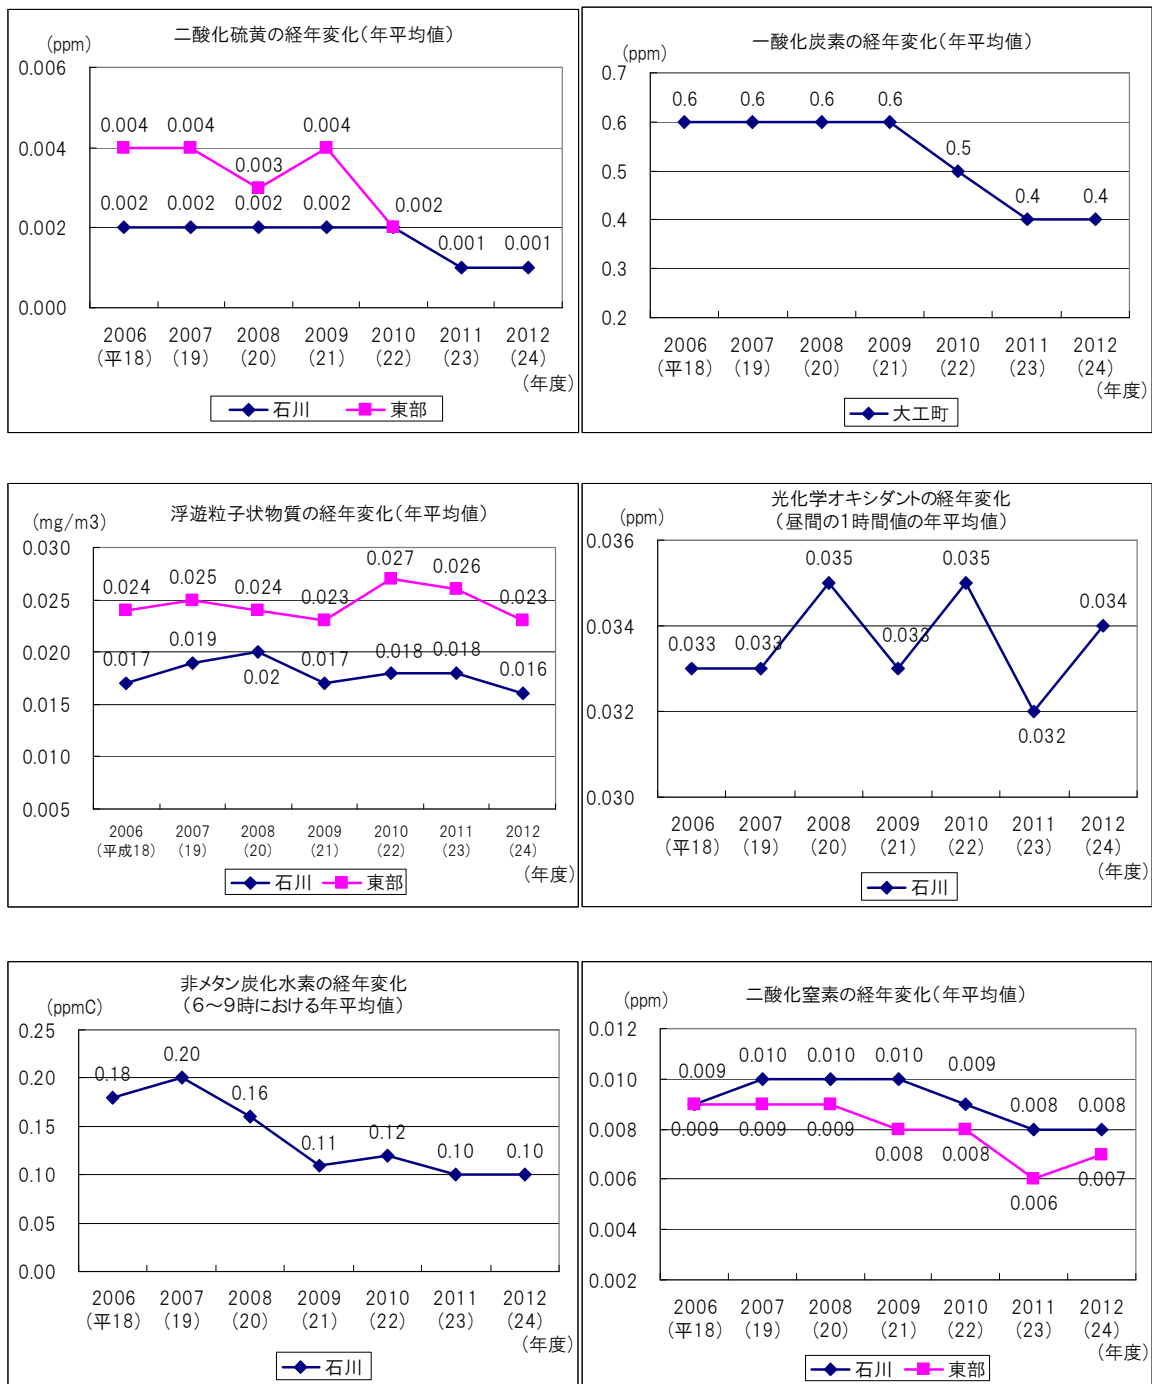 二酸化硫黄の経年変化(年平均値)
(ppm)
0.006
0.004
0.002
0.000
0.004 0.004 0.003 0.004
0.002 0.002 0.002 0.002 0.002
0.001 0.001
2006 2007 2008 2009 2010 2011 2012
(平18) (19) (20) (21) (22) (23) (24)
(年度)
石川 東部
一酸化炭素の経年変化(年平均値)
(ppm)
0.7
0.6
0.5
0.4
0.3
0.2
0.6 0.6 0.6 0.6 0.5 0.4 0.4
2006 2007 2008 2009 2010 2011 2012
(平18) (19) (20) (21) (22) (23) (24)
(年度)
大工町
浮遊粒子状物質の経年変化(年平均値)
(mg/m3)
0.030
0.025
0.020
0.015
0.010
0.005
0.024 0.025 0.024 0.023 0.027 0.026 0.023
0.017 0.019 0.02 0.017 0.018 0.018 0.016
2006 2007 2008 2009 2010 2011 2012
(平成18) (19) (20) (21) (22) (23) (24)
(年度)
石川 東部
光化学オキシダントの経年変化
(昼間の1時間値の年平均値)
(ppm)
0.036
0.034
0.032
0.030
0.033 0.033 0.035 0.033 0.035 0.032 0.034
2006 2007 2008 2009 2010 2011 2012
(平18) (19) (20) (21) (22) (23) (24)
(年度)
石川
非メタン炭化水素の経年変化
(6～9時における年平均値)
(ppmC)
0.25
0.20
0.15
0.10
0.05
0.00
0.18 0.20 0.16 0.11 0.12 0.10 0.10
2006 2007 2008 2009 2010 2011 2012
(平18) (19) (20) (21) (22) (23) (24)
(年度)
石川
二酸化窒素の経年変化(年平均値)
(ppm)
0.012
0.010
0.008
0.006
0.004
0.002
0.009 0.010 0.010 0.010 0.009 0.008 0.008
0.009 0.009 0.009 0.008 0.008 0.006 0.007
2006 2007 2008 2009 2010 2011 2012
(平18) (19) (20) (21) (22) (23) (24)
(年度)
石川 東部